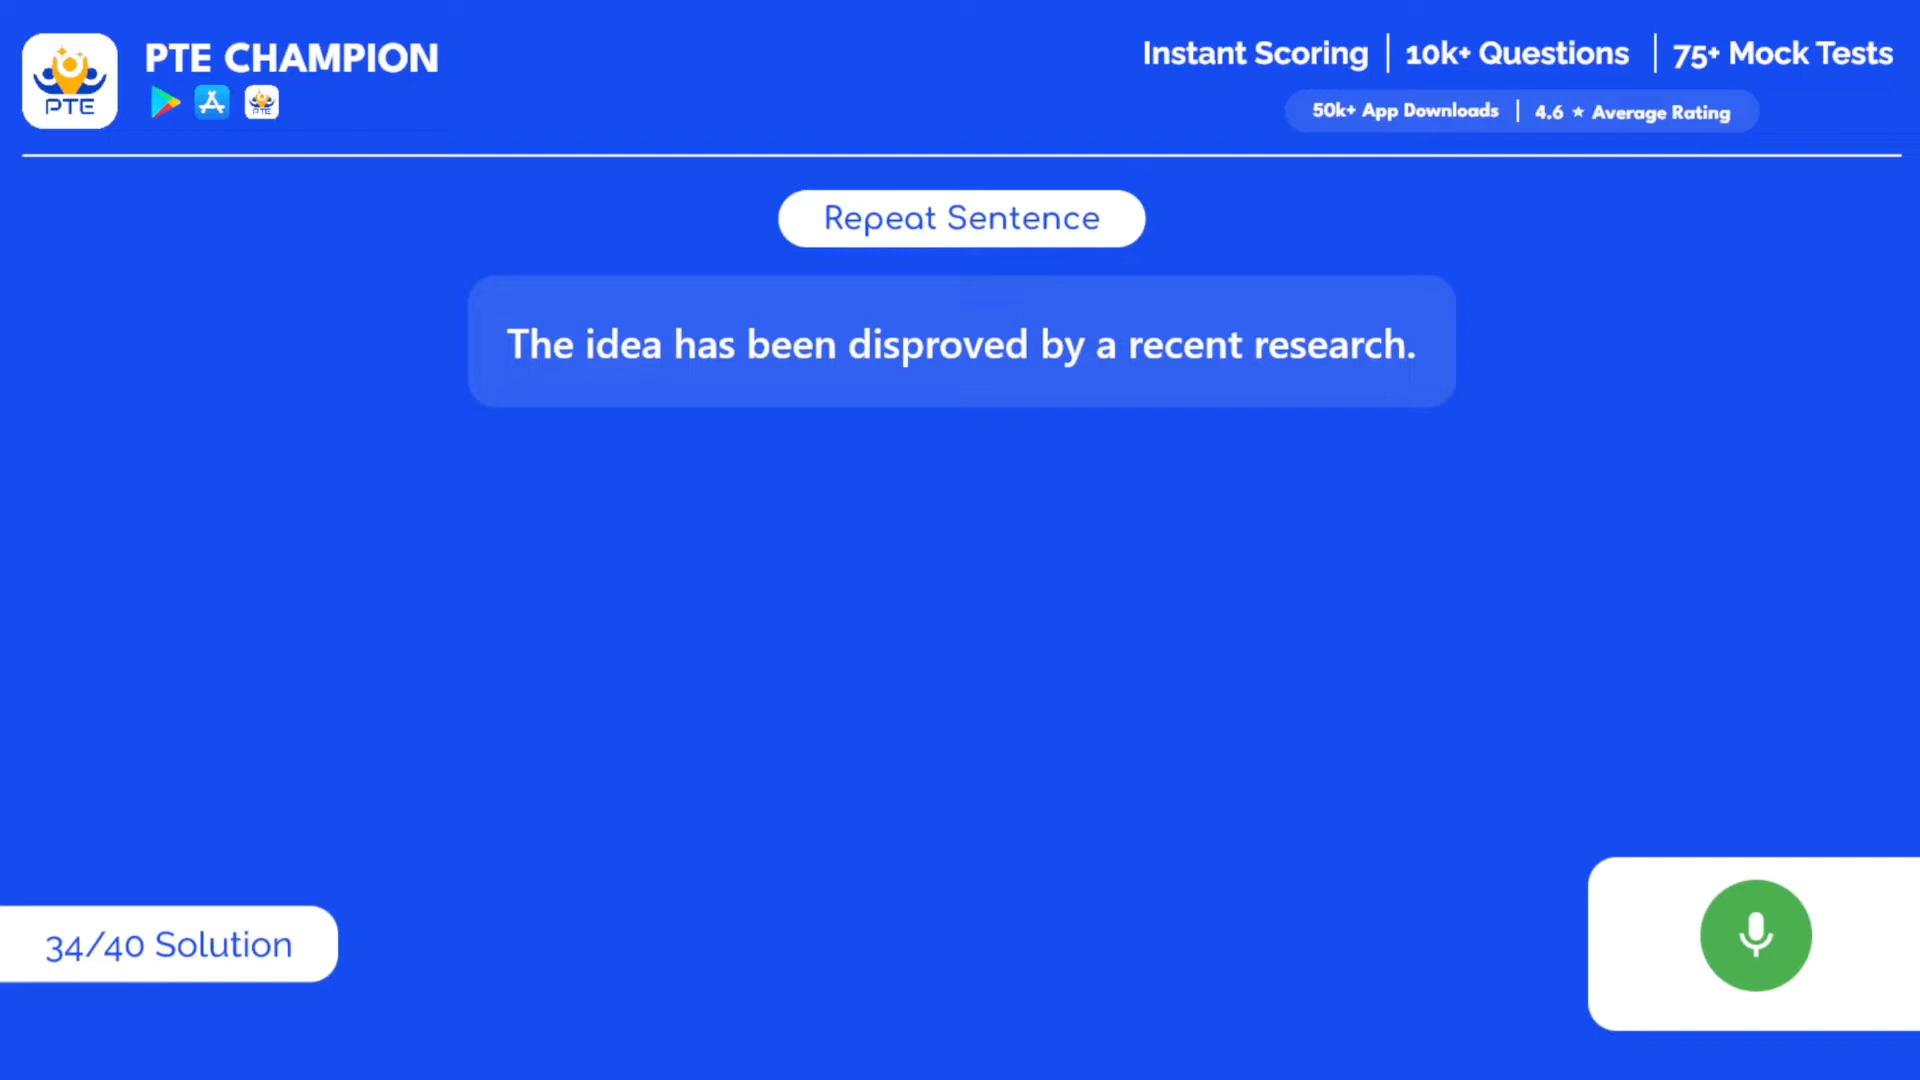 PTE CHAMPION
PTE
PTE
Instant Scoring | 10k+ Questions | 75+ Mock Tests
50k+ App Downloads | 4.6 ★ Average Rating
Repeat Sentence
The idea has been disproved by a recent research.
34/40 Solution